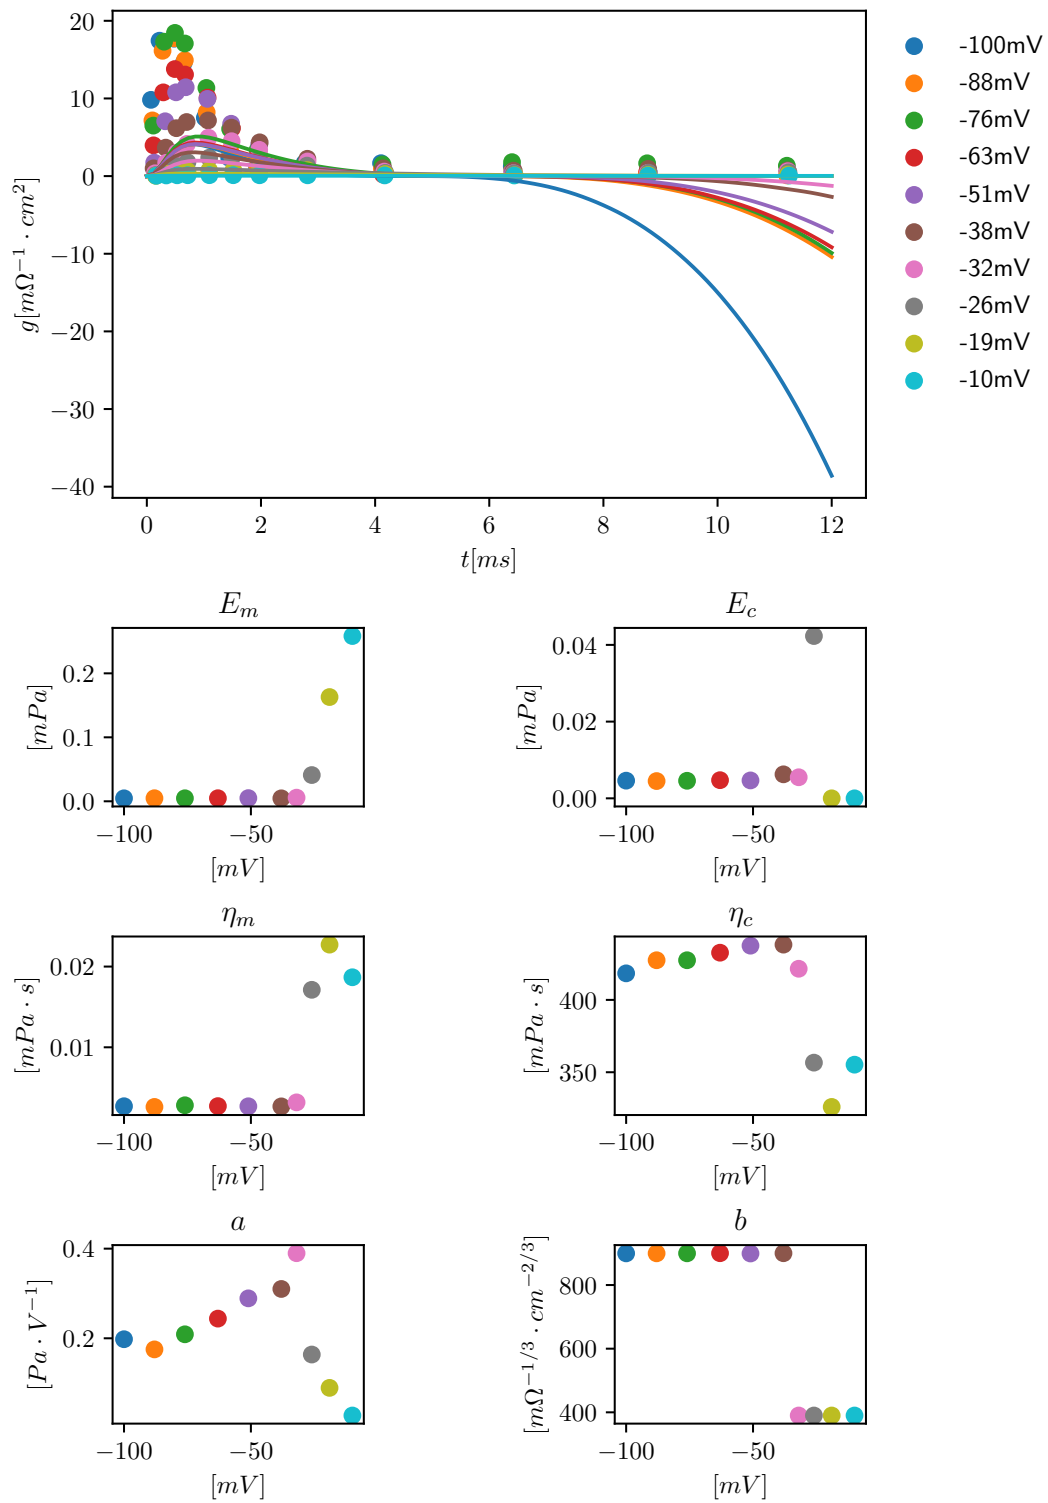 20
10
0
−10
−20
−30
−40
g[mΩ⁻¹ · cm²]
0 2 4 6 8 10 12
t[ms]
-100mV
-88mV
-76mV
-63mV
-51mV
-38mV
-32mV
-26mV
-19mV
-10mV
E_m
0.2
0.1
0.0
[mPa]
−100 −50
[mV]
E_c
0.04
0.02
0.00
[mPa]
−100 −50
[mV]
η_m
0.02
0.01
[mPa · s]
−100 −50
[mV]
η_c
400
350
[mPa · s]
−100 −50
[mV]
a
0.4
0.2
[Pa · V⁻¹]
−100 −50
[mV]
b
800
600
400
[mΩ^{−1/3} · cm^{−2/3}]
−100 −50
[mV]